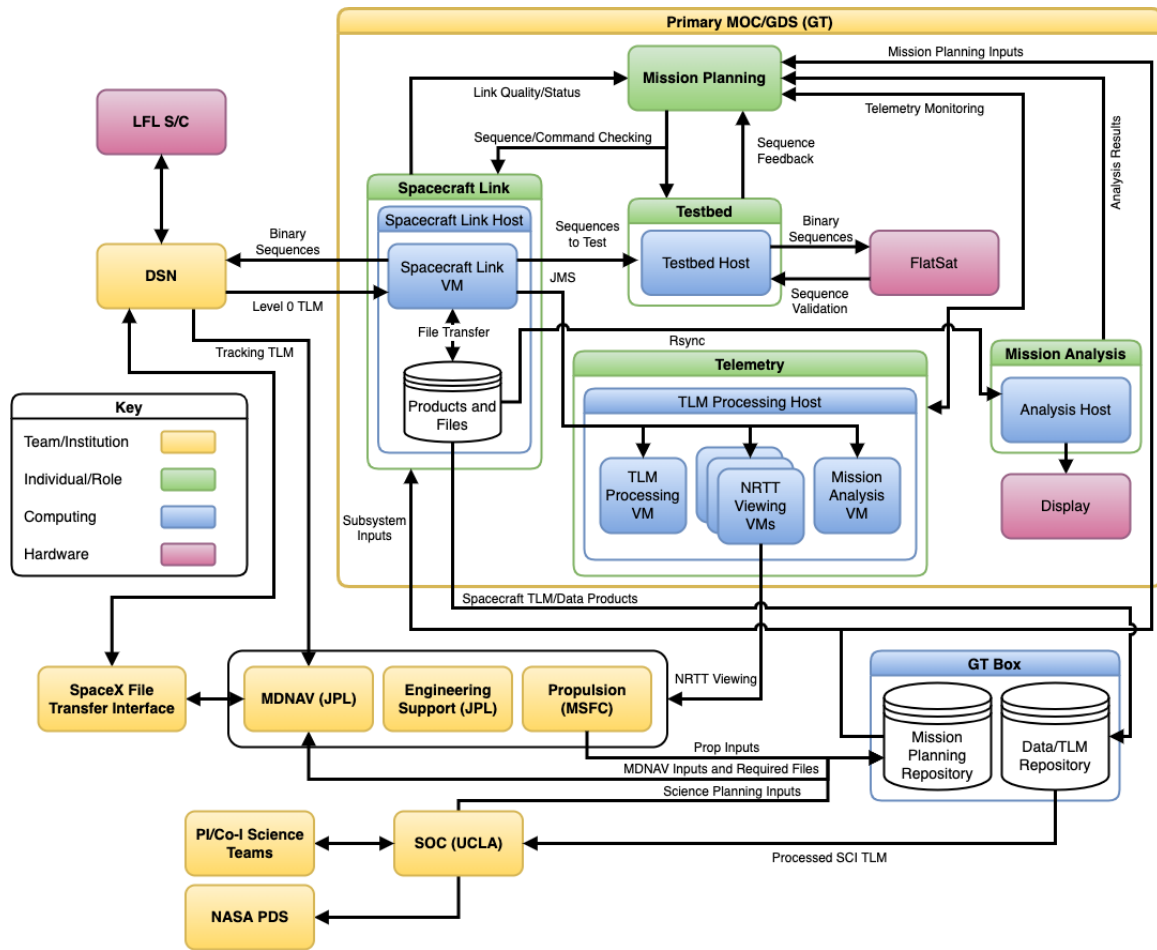 Primary MOC/GDS (GT)
Mission Planning Inputs
Mission Planning
Link Quality/Status
Telemetry Monitoring
LFL S/C
Sequence/Command Checking
Sequence
Feedback
Analysis Results
Spacecraft Link
Spacecraft Link Host
Testbed
Binary
Sequences
Sequences
to Test
Binary
Sequences
DSN
Spacecraft Link
VM
Testbed Host
FlatSat
JMS
Level 0 TLM
Sequence
Validation
File Transfer
Tracking TLM
Rsync
Mission Analysis
Telemetry
Key
Products and
Files
TLM Processing Host
Analysis Host
Team/Institution
Individual/Role
TLM
Processing
VM
NRTT
Viewing
VMs
Mission
Analysis
VM
Computing
Display
Subsystem
Inputs
Hardware
Spacecraft TLM/Data Products
GT Box
SpaceX File
Transfer Interface
MDNAV (JPL)
Engineering
Support (JPL)
Propulsion
(MSFC)
NRTT Viewing
Mission
Planning
Repository
Data/TLM
Repository
Prop Inputs
MDNAV Inputs and Required Files
Science Planning Inputs
PI/Co-I Science
Teams
SOC (UCLA)
Processed SCI TLM
NASA PDS